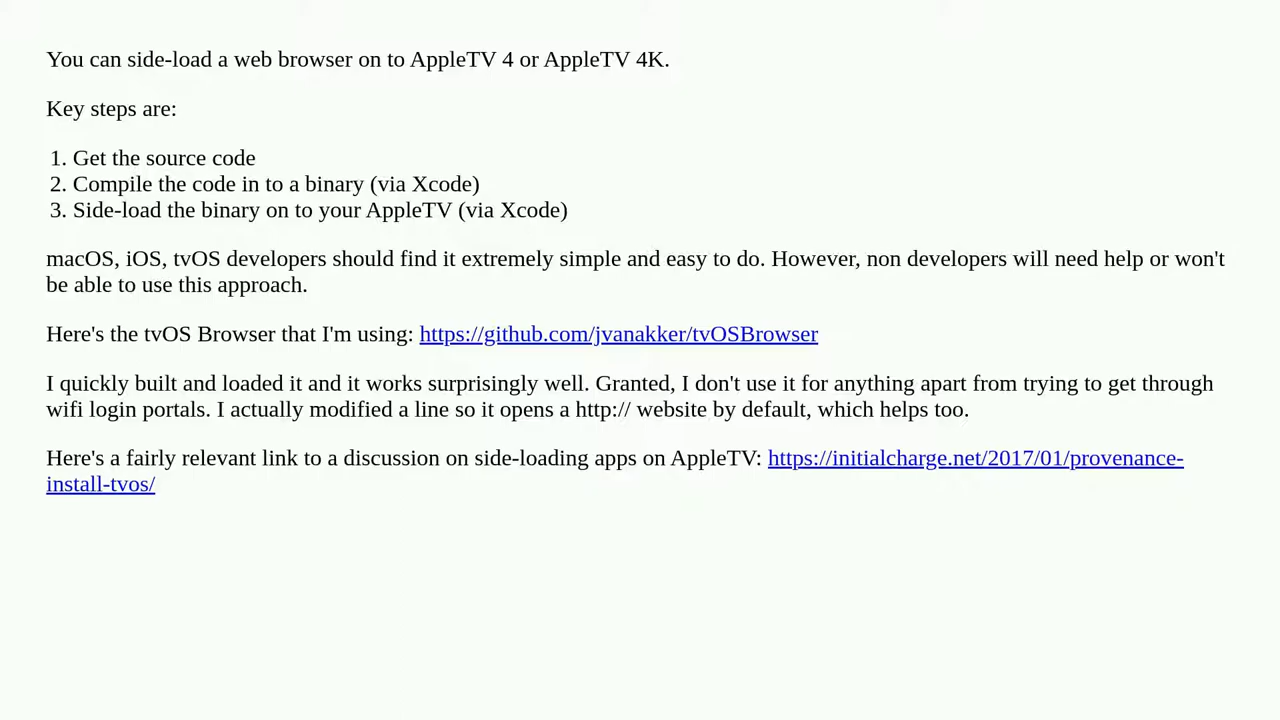 You can side-load a web browser on to AppleTV 4 or AppleTV 4K.
Key steps are:
1. Get the source code
2. Compile the code in to a binary (via Xcode)
3. Side-load the binary on to your AppleTV (via Xcode)
macOS, iOS, tvOS developers should find it extremely simple and easy to do. However, non developers will need help or won't
be able to use this approach.
Here's the tvOS Browser that I'm using: https://github.com/jvanakker/tvOSBrowser
I quickly built and loaded it and it works surprisingly well. Granted, I don't use it for anything apart from trying to get through
wifi login portals. I actually modified a line so it opens a http:// website by default, which helps too.
Here's a fairly relevant link to a discussion on side-loading apps on AppleTV: https://initialcharge.net/2017/01/provenance-
install-tvos/